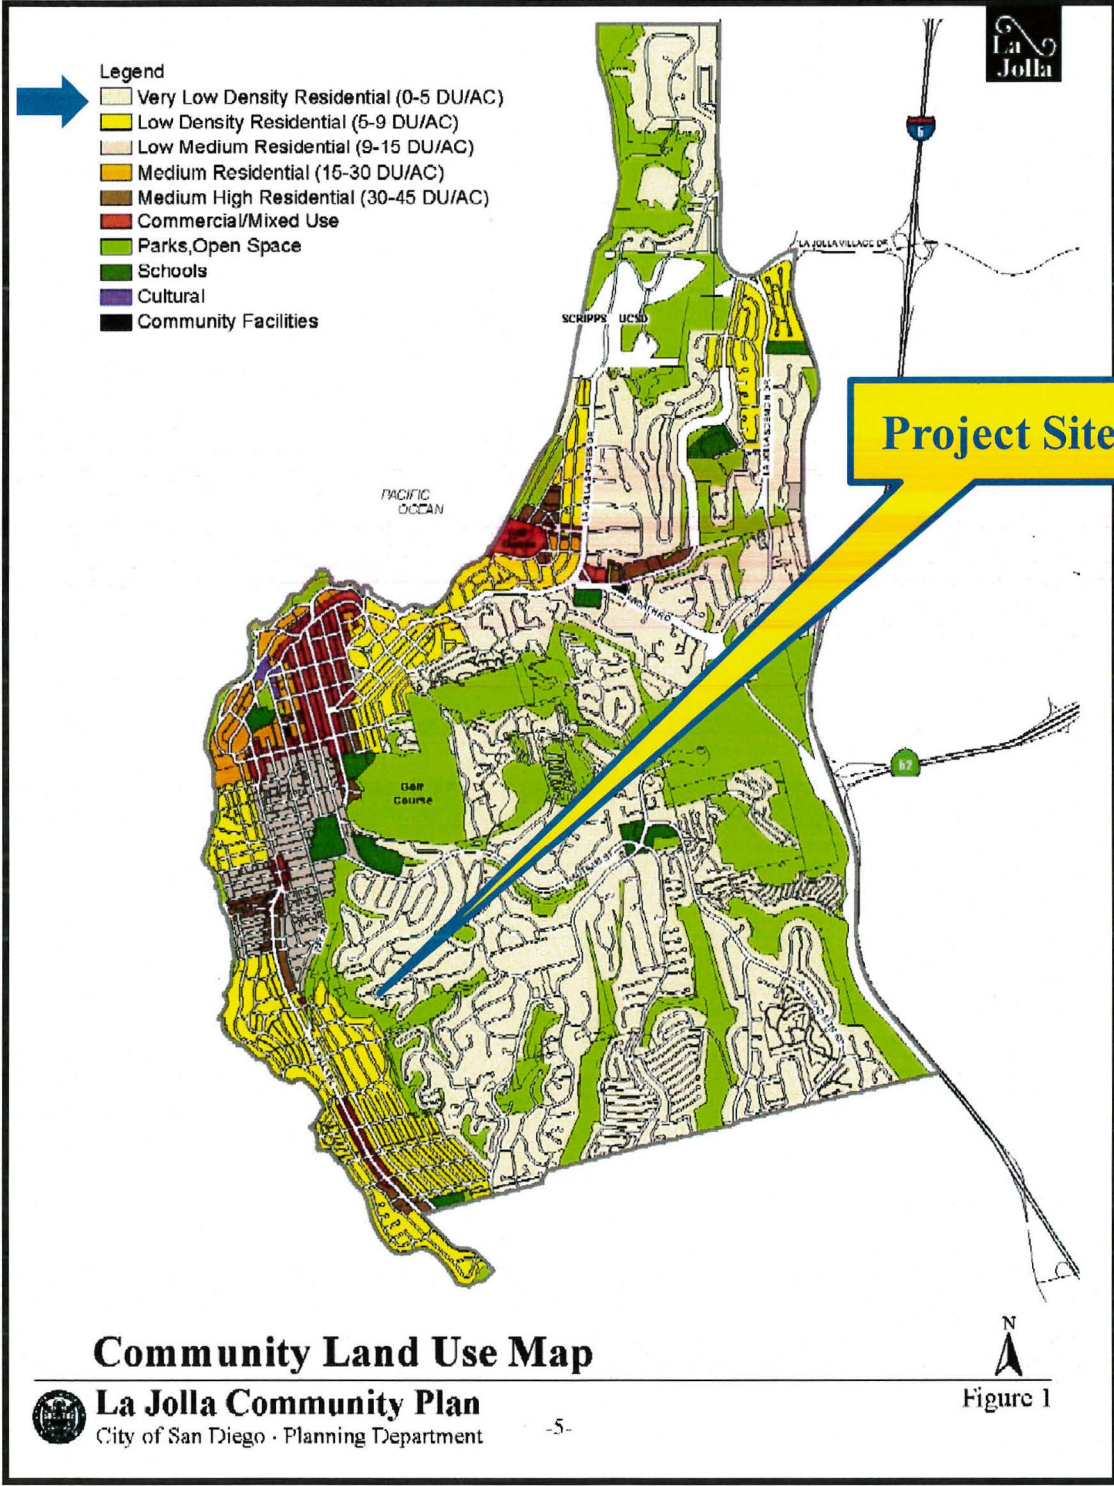 La
Jolla
Legend
Very Low Density Residential (0-5 DU/AC)
Low Density Residential (5-9 DU/AC)
Low Medium Residential (9-15 DU/AC)
Medium Residential (15-30 DU/AC)
Medium High Residential (30-45 DU/AC)
Commercial/Mixed Use
Parks,Open Space
Schools
Cultural
Community Facilities
5
LA JOLLA VILLAGE DR
SCRIPPS UCSD
Project Site
LA JOLLA SHORES DR
PACIFIC
OCEAN
52
Golf
Course
Community Land Use Map
N
La Jolla Community Plan
City of San Diego · Planning Department
-5-
Figure 1